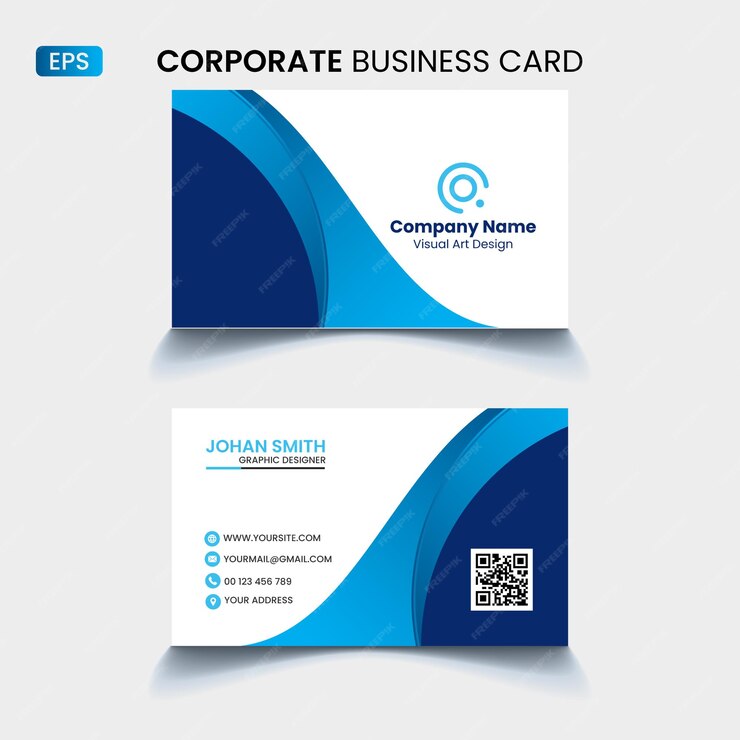 EPS
CORPORATE BUSINESS CARD
Company Name
Visual Art Design
JOHAN SMITH
GRAPHIC DESIGNER
WWW.YOURSITE.COM
YOURMAIL@GMAIL.COM
00 123 456 789
YOUR ADDRESS
FREEPIK